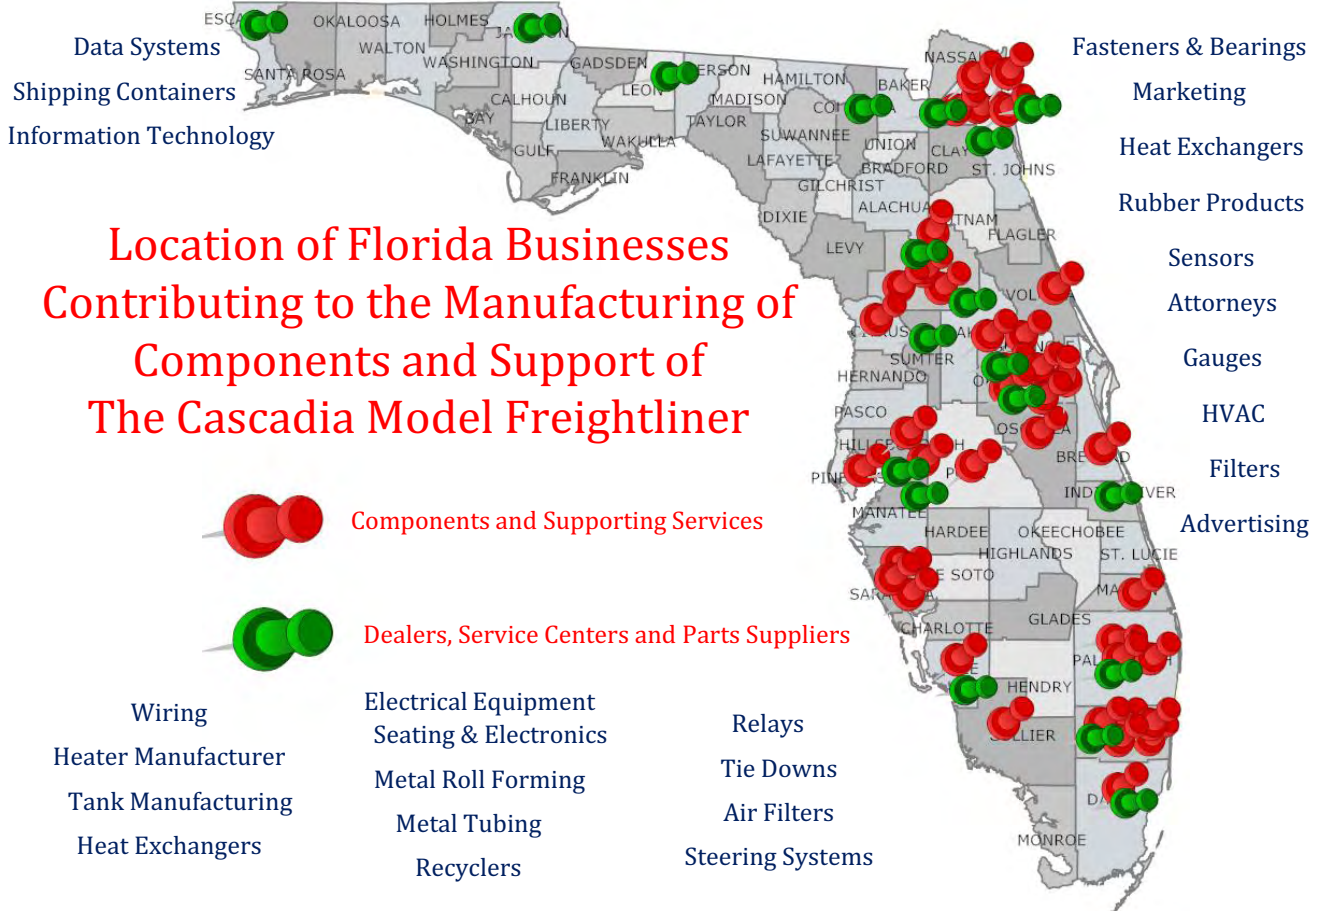 Data Systems
Shipping Containers
Information Technology
Fasteners & Bearings
Marketing
Heat Exchangers
Rubber Products
Sensors
Attorneys
Gauges
HVAC
Filters
Advertising
Location of Florida Businesses
Contributing to the Manufacturing of
Components and Support of
The Cascadia Model Freightliner
Components and Supporting Services
Dealers, Service Centers and Parts Suppliers
Wiring
Heater Manufacturer
Tank Manufacturing
Heat Exchangers
Electrical Equipment
Seating & Electronics
Metal Roll Forming
Metal Tubing
Recyclers
Relays
Tie Downs
Air Filters
Steering Systems
OKALOOSA
HOLMES
WALTON
WASHINGTON
SANTA ROSA
GADSDEN
LEON
CALHOUN
BAY
LIBERTY
GULF
WAKULLA
FRANKLIN
HAMILTON
MADISON
TAYLOR
BAKER
SUWANNEE
UNION
LAFAYETTE
BRADFORD
CLAY
ST. JOHNS
GILCHRIST
ALACHUA
DIXIE
FLAGLER
LEVY
SUMTER
HERNANDO
PASCO
MANATEE
HARDEE
OKEECHOBEE
HIGHLANDS
ST. LUCIE
GLADES
CHARLOTTE
HENDRY
MONROE